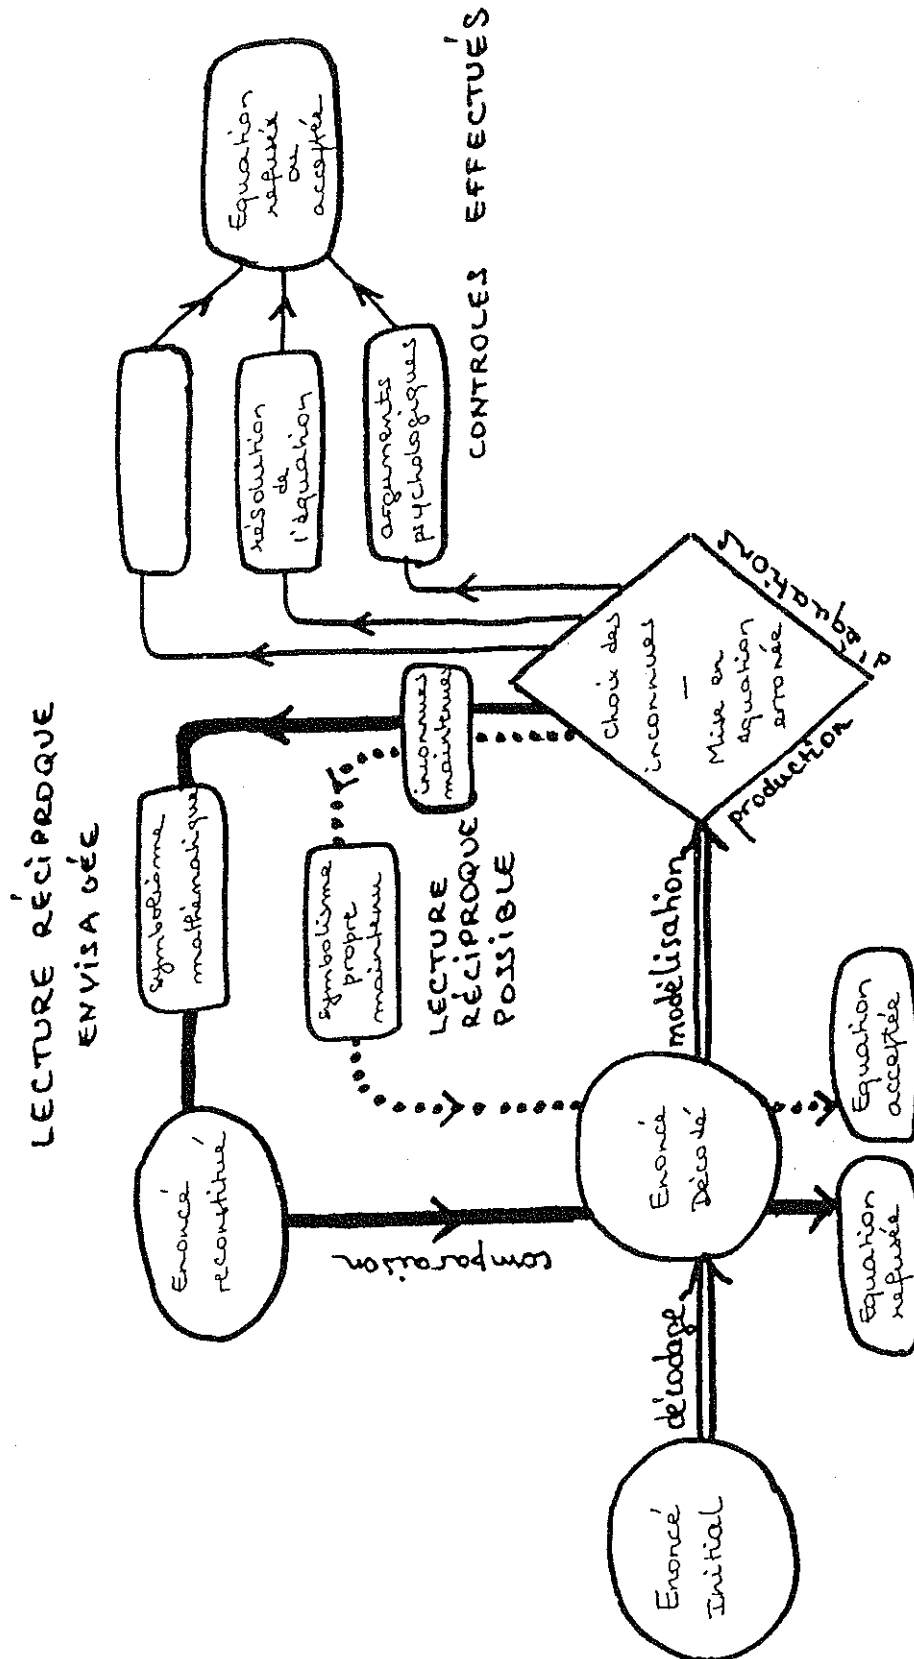 LECTURE RÉCIPROQUE
ENVISAGÉE
Enoncé
reconstitué
Symbolisme
mathématique
comparaison
Symbolisme
propre
maintenu
inconnues
maintenues
LECTURE
RÉCIPROQUE
POSSIBLE
résolution
de
l'équation
arguments
psychologiques
Equation
refusée
ou
acceptée
CONTROLES EFFECTUÉS
Enoncé
Initial
décodage
Enoncé
Décodé
modélisation
Choix des
inconnues
—
Mise en
équation
erronée
production
d'équations
Equation
refusée
Equation
acceptée